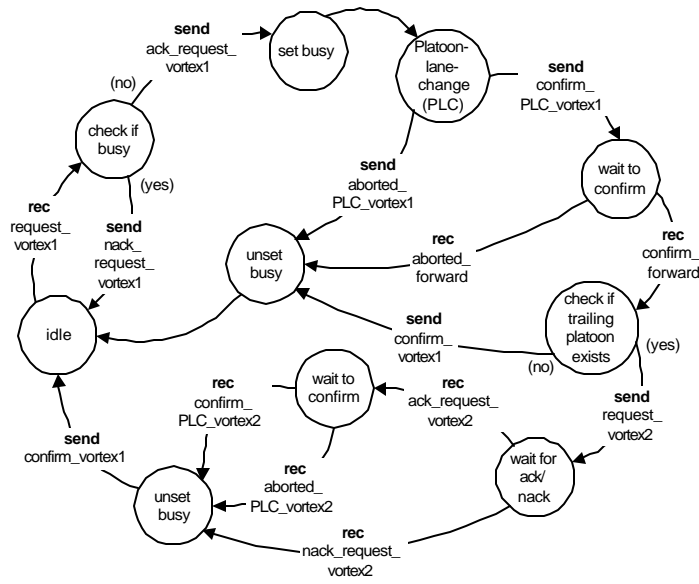 send
ack_request_
vortex1
(no)
set busy
Platoon-
lane-
change
(PLC)
send
confirm_
PLC_vortex1
check if
busy
(yes)
rec
request_
vortex1
send
nack_
request_
vortex1
send
aborted_
PLC_vortex1
wait to
confirm
unset
busy
rec
aborted_
forward
rec
confirm_
forward
idle
send
confirm_
vortex1
check if
trailing
platoon
exists
(no)
(yes)
send
request_
vortex2
rec
confirm_
PLC_vortex2
wait to
confirm
rec
ack_request_
vortex2
send
confirm_vortex1
rec
aborted_
PLC_vortex2
wait for
ack/
nack
unset
busy
rec
nack_request_
vortex2